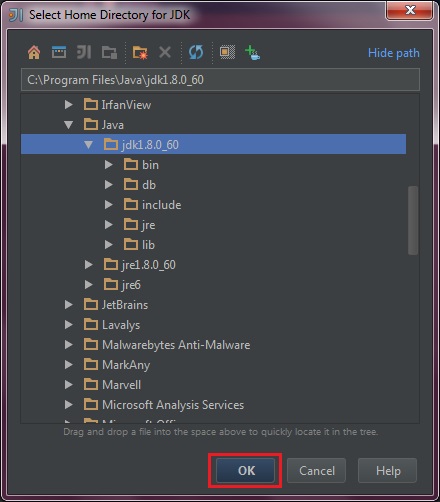 Select Home Directory for JDK
Hide path
C:\Program Files\Java\jdk1.8.0_60
IrfanView
Java
jdk1.8.0_60
bin
db
include
jre
lib
jre1.8.0_60
jre6
JetBrains
Lavalys
Malwarebytes Anti-Malware
MarkAny
Marvell
Microsoft Analysis Services
Drag and drop a file into the space above to quickly locate it in the tree.
OK Cancel Help